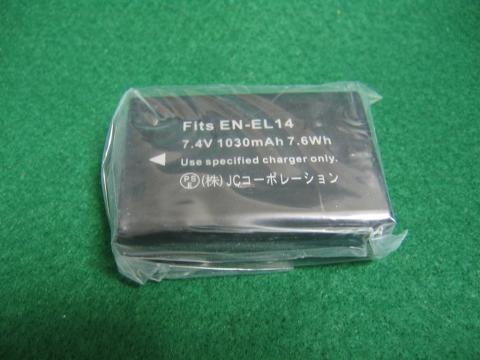 Fits EN-EL14
7.4V 1030mAh 7.6Wh
Use specified charger only.
PSE (株)JCコーポレーション